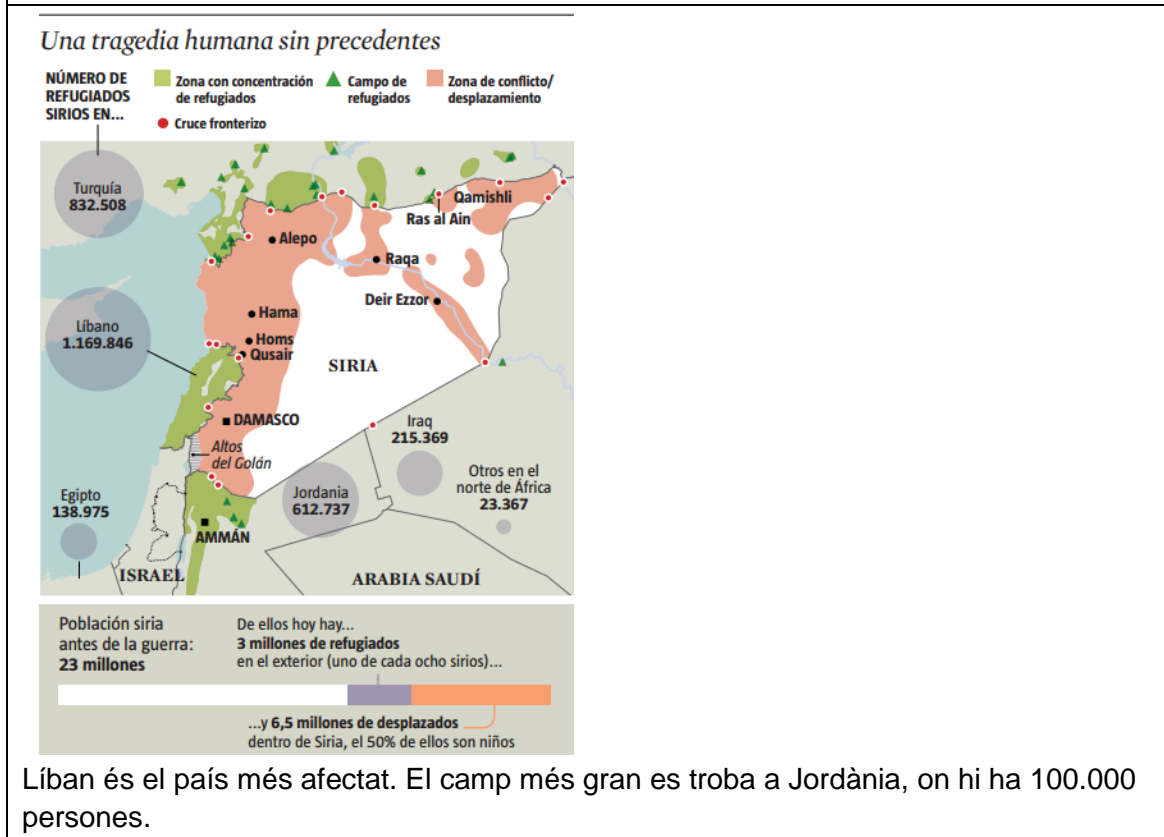 Una tragedia humana sin precedentes
NÚMERO DE
REFUGIADOS
SIRIOS EN...
Zona con concentración
de refugiados
Campo de
refugiados
Zona de conflicto/
desplazamiento
Cruce fronterizo
Turquía
832.508
Qamishli
Ras al Ain
Alepo
Raqa
Deir Ezzor
Hama
Líbano
1.169.846
Homs
Qusair
SIRIA
DAMASCO
Iraq
215.369
Altos
del Golán
Otros en el
norte de África
23.367
Jordania
612.737
Egipto
138.975
AMMÁN
ISRAEL
ARABIA SAUDÍ
Población siria
antes de la guerra:
23 millones
De ellos hoy hay...
3 millones de refugiados
en el exterior (uno de cada ocho sirios)...
...y 6,5 millones de desplazados
dentro de Siria, el 50% de ellos son niños
Líban és el país més afectat. El camp més gran es troba a Jordània, on hi ha 100.000
persones.